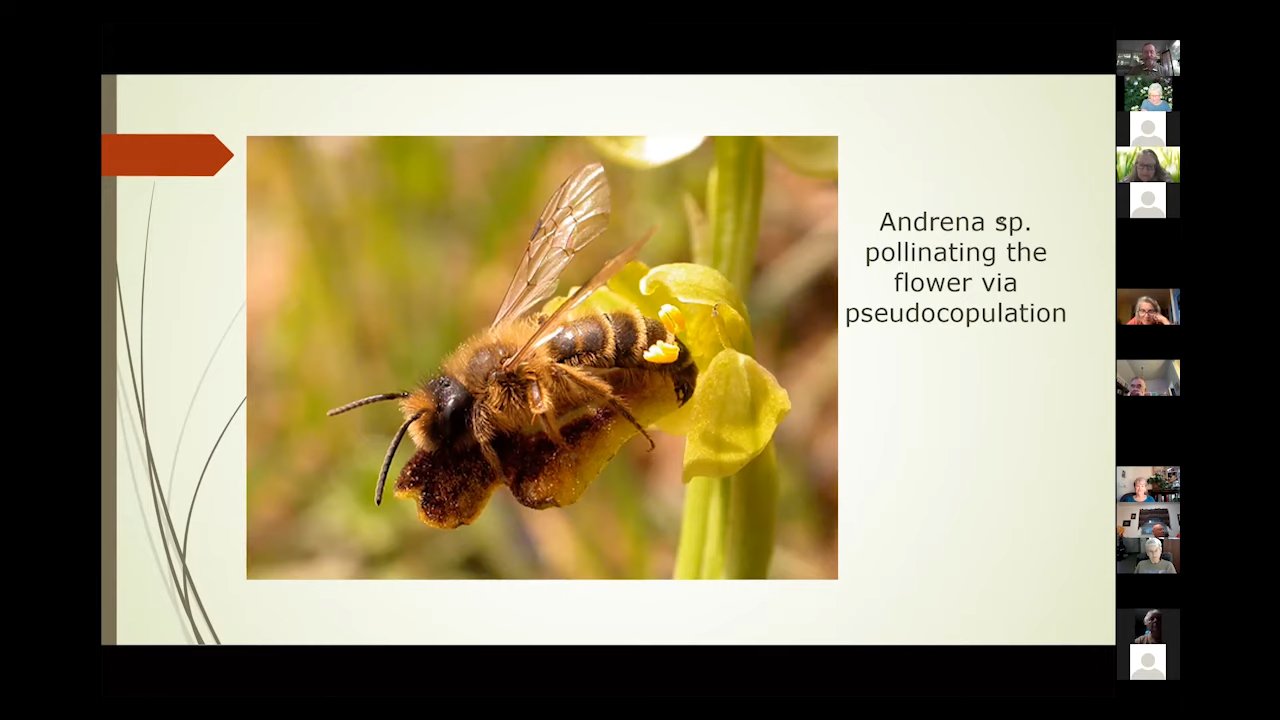 Andrena sp.
pollinating the
flower via
pseudocopulation